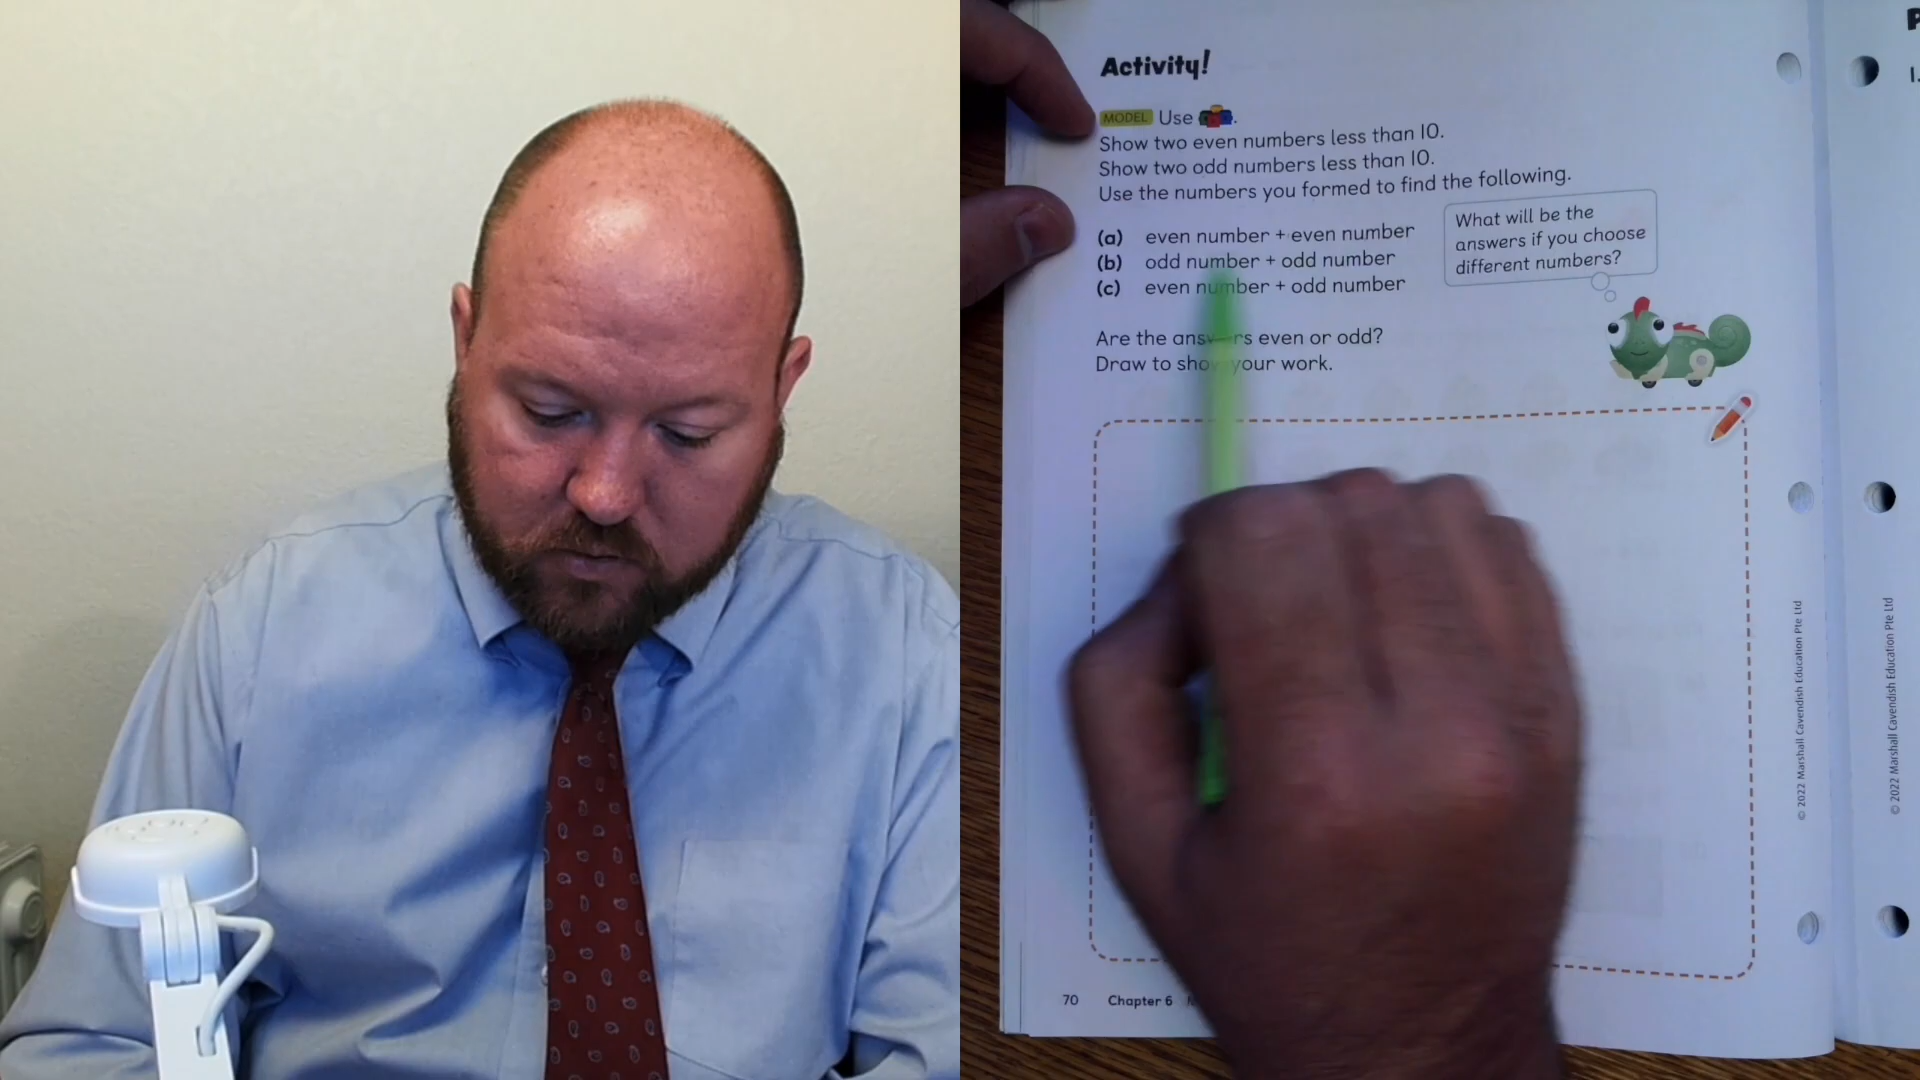 Activity!
MODEL Use .
Show two even numbers less than 10.
Show two odd numbers less than 10.
Use the numbers you formed to find the following.
(a) even number + even number
(b) odd number + odd number
(c) even number + odd number
What will be the
answers if you choose
different numbers?
Are the answers even or odd?
Draw to show your work.
70 Chapter 6
© 2022 Marshall Cavendish Education Pte Ltd
© 2022 Marshall Cavendish Education Pte Ltd
1.